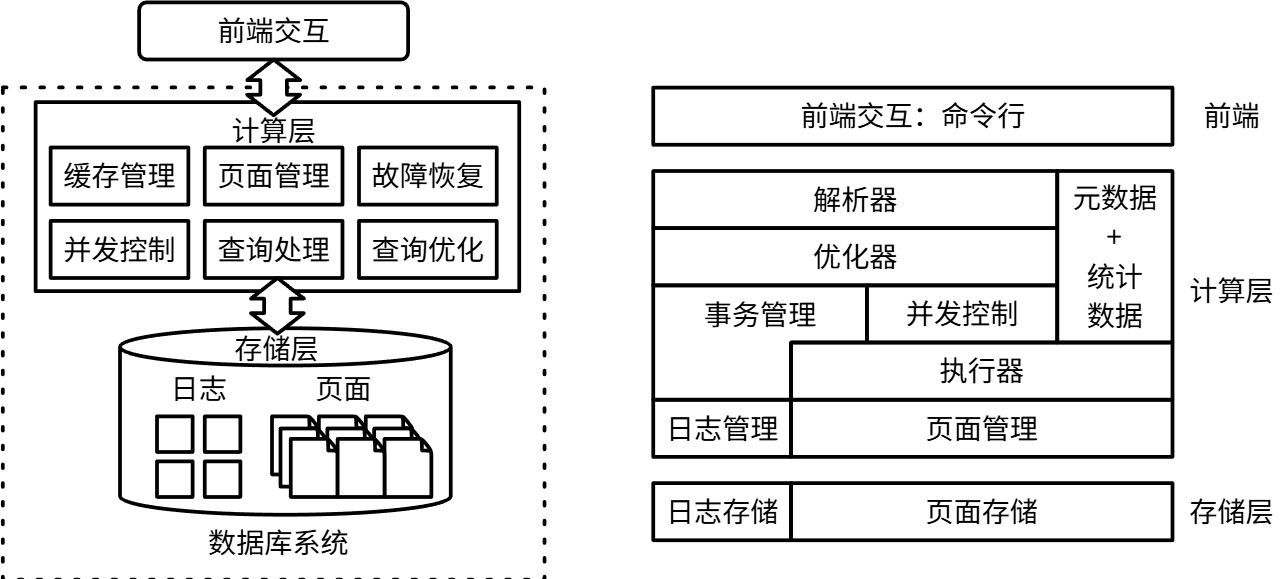 前端交互
计算层
缓存管理
页面管理
故障恢复
并发控制
查询处理
查询优化
存储层
日志
页面
数据库系统
前端交互：命令行
前端
解析器
优化器
事务管理
并发控制
元数据
+
统计
数据
执行器
日志管理
页面管理
计算层
日志存储
页面存储
存储层